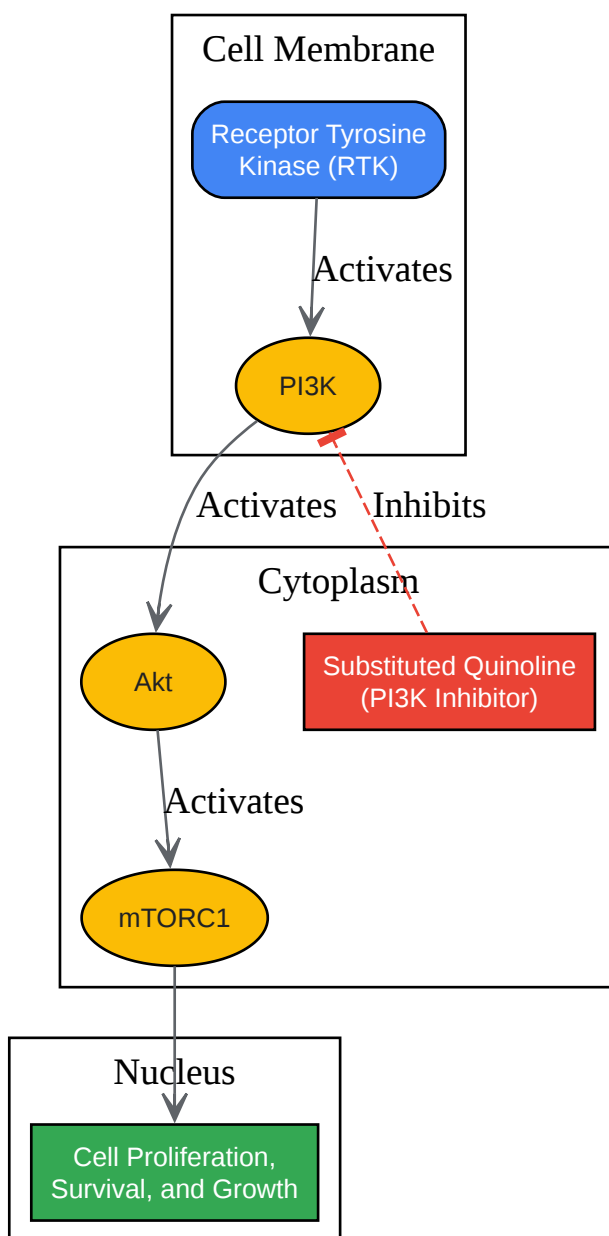 Cell Membrane
Receptor Tyrosine
Kinase (RTK)
Activates
PI3K
Activates
Inhibits
Cytoplasm
Akt
Substituted Quinoline
(PI3K Inhibitor)
Activates
mTORC1
Nucleus
Cell Proliferation,
Survival, and Growth